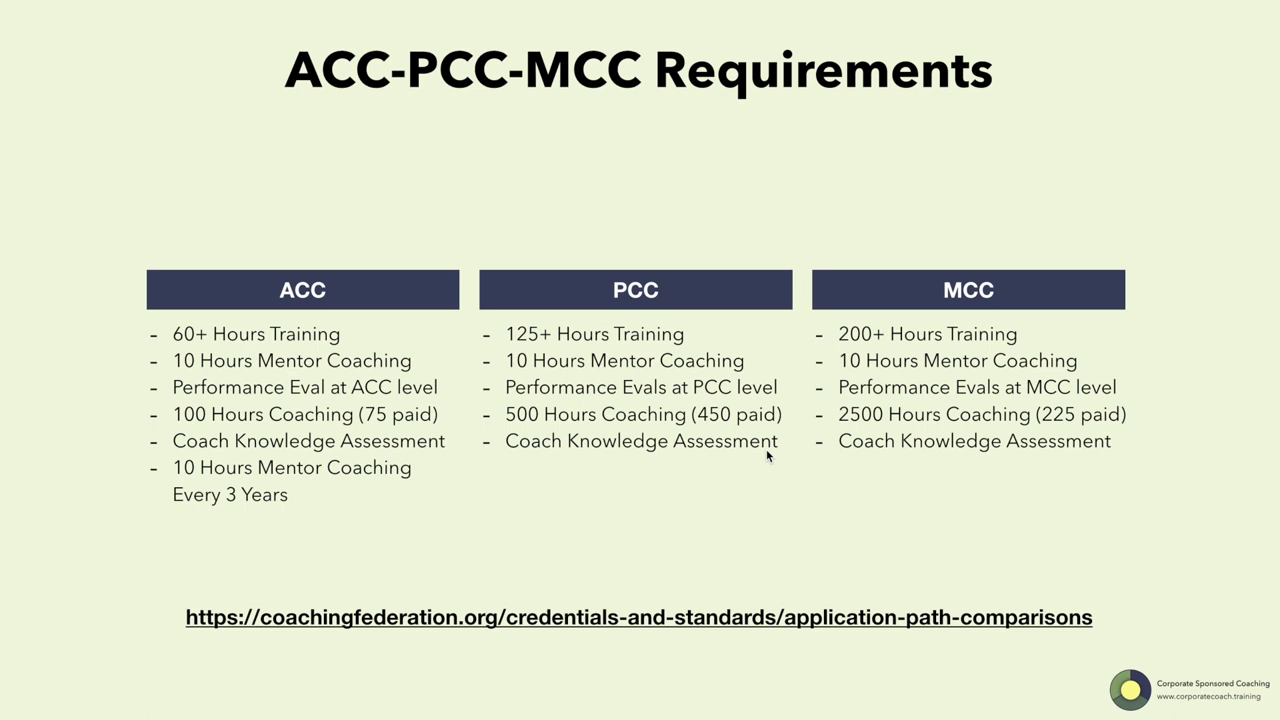 ACC-PCC-MCC Requirements
ACC
- 60+ Hours Training
- 10 Hours Mentor Coaching
- Performance Eval at ACC level
- 100 Hours Coaching (75 paid)
- Coach Knowledge Assessment
- 10 Hours Mentor Coaching
Every 3 Years
PCC
- 125+ Hours Training
- 10 Hours Mentor Coaching
- Performance Evals at PCC level
- 500 Hours Coaching (450 paid)
- Coach Knowledge Assessment
MCC
- 200+ Hours Training
- 10 Hours Mentor Coaching
- Performance Evals at MCC level
- 2500 Hours Coaching (225 paid)
- Coach Knowledge Assessment
https://coachingfederation.org/credentials-and-standards/application-path-comparisons
Corporate Sponsored Coaching
www.corporatecoach.training